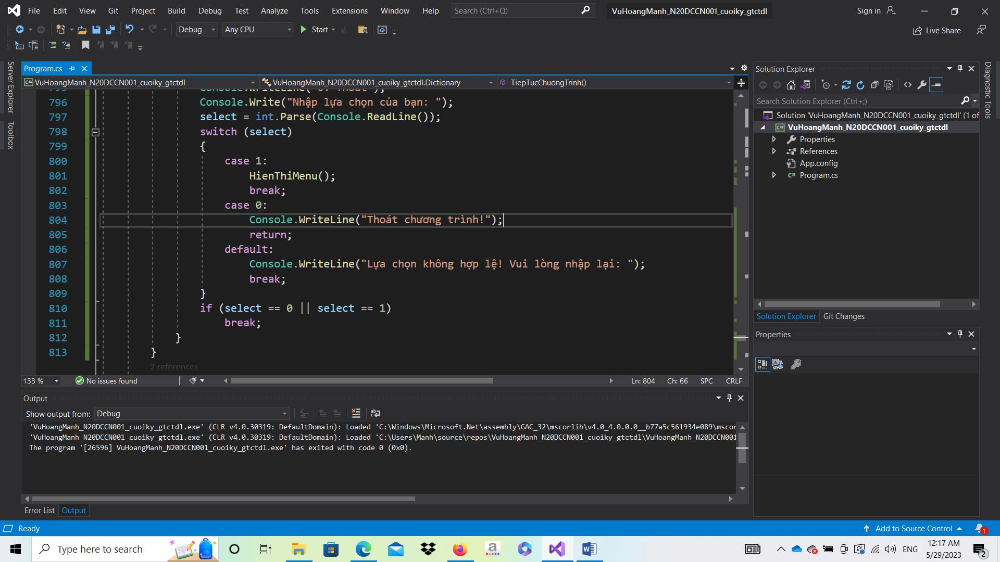 File Edit View Git Project Build Debug Test Analyze Tools Extensions Window Help Search (Ctrl+Q) VuHoangManh_N20DCCN001_cuoiky_gtctdl Sign in
Debug Any CPU Start Live Share
Server Explorer
Toolbox
Program.cs
VuHoangManh_N20DCCN001_cuoiky_gtctdl VuHoangManh_N20DCCN001_cuoiky_gtctdl.Dictionary TiepTucChuongTrinh()
795 Console.WriteLine("0. Thoát");
796 Console.Write("Nhập lựa chọn của bạn: ");
797 select = int.Parse(Console.ReadLine());
798 switch (select)
799 {
800 case 1:
801 HienThiMenu();
802 break;
803 case 0:
804 Console.WriteLine("Thoát chương trình!");
805 return;
806 default:
807 Console.WriteLine("Lựa chọn không hợp lệ! Vui lòng nhập lại: ");
808 break;
809 }
810 if (select == 0 || select == 1)
811 break;
812 }
813 }
2 references
133 % No issues found Ln: 804 Ch: 66 SPC CRLF
Output
Show output from: Debug
'VuHoangManh_N20DCCN001_cuoiky_gtctdl.exe' (CLR v4.0.30319: DefaultDomain): Loaded 'C:\Windows\Microsoft.Net\assembly\GAC_32\mscorlib\v4.0_4.0.0.0__b77a5c561934e089\mscor
'VuHoangManh_N20DCCN001_cuoiky_gtctdl.exe' (CLR v4.0.30319: DefaultDomain): Loaded 'C:\Users\Manh\source\repos\VuHoangManh_N20DCCN001_cuoiky_gtctdl\VuHoangManh_N20DCCN001
The program '[26596] VuHoangManh_N20DCCN001_cuoiky_gtctdl.exe' has exited with code 0 (0x0).
Error List Output
Solution Explorer
Search Solution Explorer (Ctrl+;)
Solution 'VuHoangManh_N20DCCN001_cuoiky_gtctdl' (1 of
VuHoangManh_N20DCCN001_cuoiky_gtctdl
Properties
References
App.config
C# Program.cs
Solution Explorer Git Changes
Properties
Diagnostic Tools
Ready Add to Source Control 1
Type here to search ENG 12:17 AM
5/29/2023 2